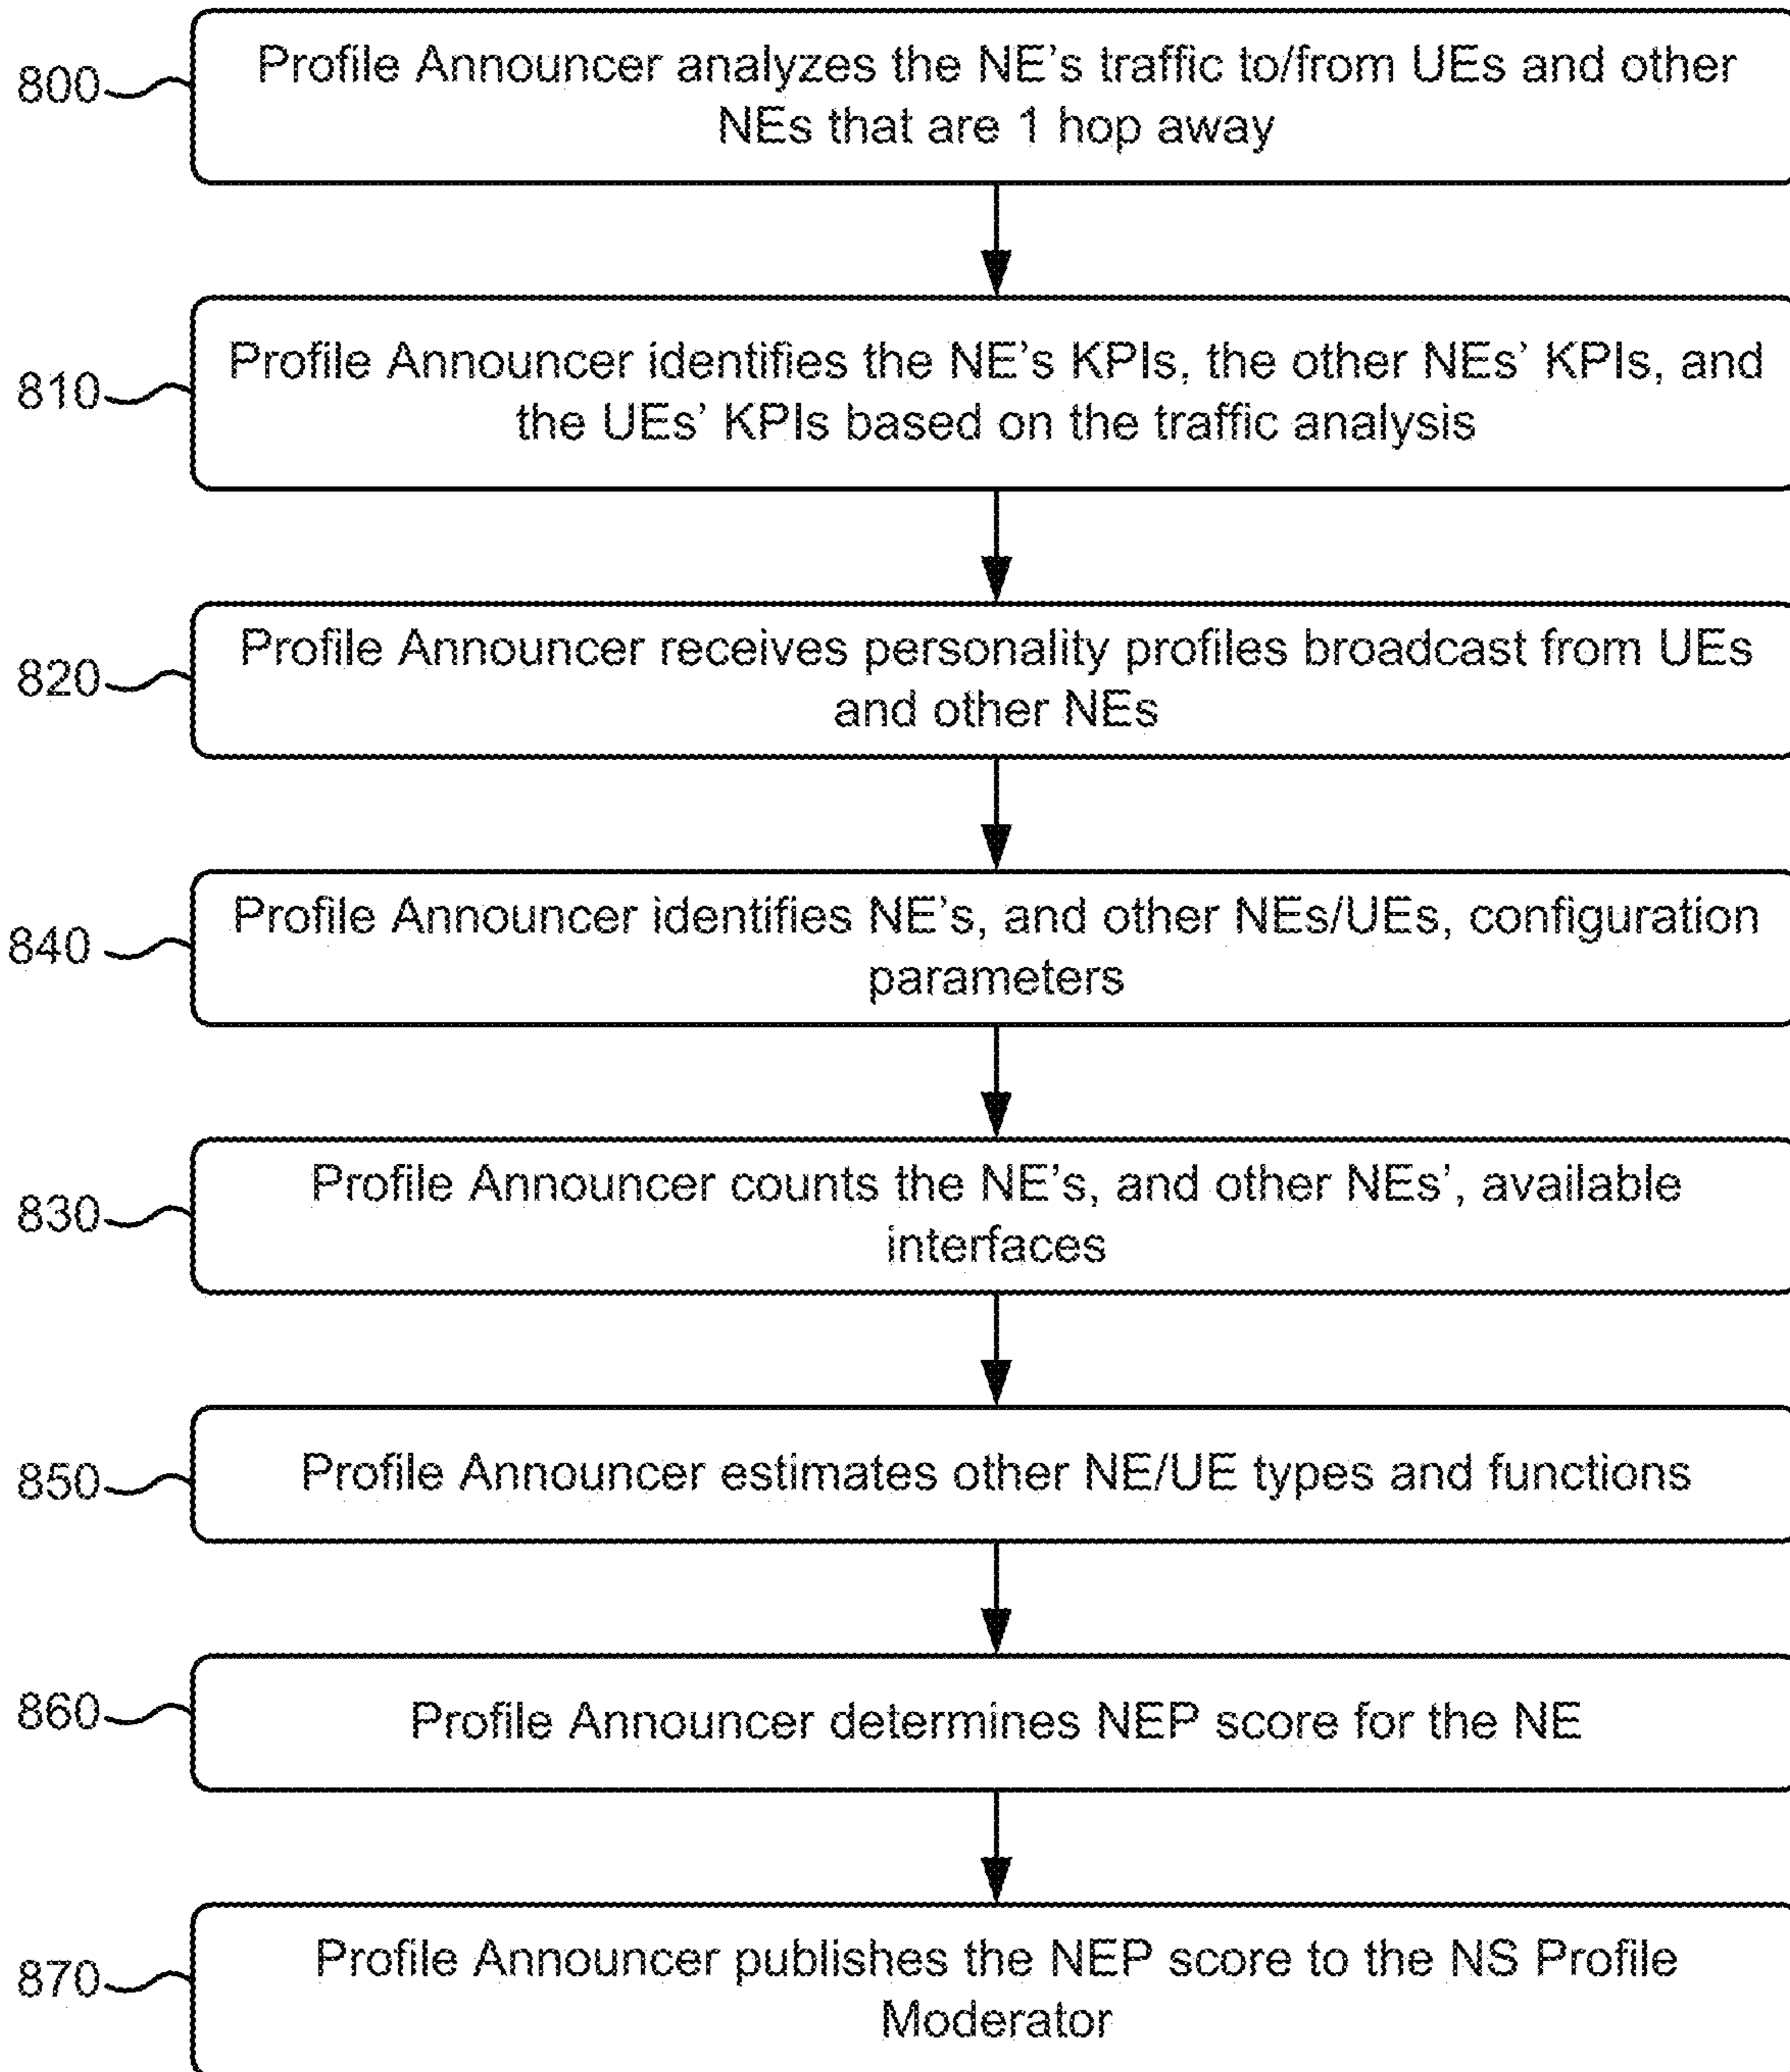 800
Profile Announcer analyzes the NE's traffic to/from UEs and other
NEs that are 1 hop away
810
Profile Announcer identifies the NE's KPIs, the other NEs' KPIs, and
the UEs' KPIs based on the traffic analysis
820
Profile Announcer receives personality profiles broadcast from UEs
and other NEs
840
Profile Announcer identifies NE's, and other NEs/UEs, configuration
parameters
830
Profile Announcer counts the NE's, and other NEs', available
interfaces
850
Profile Announcer estimates other NE/UE types and functions
860
Profile Announcer determines NEP score for the NE
870
Profile Announcer publishes the NEP score to the NS Profile
Moderator